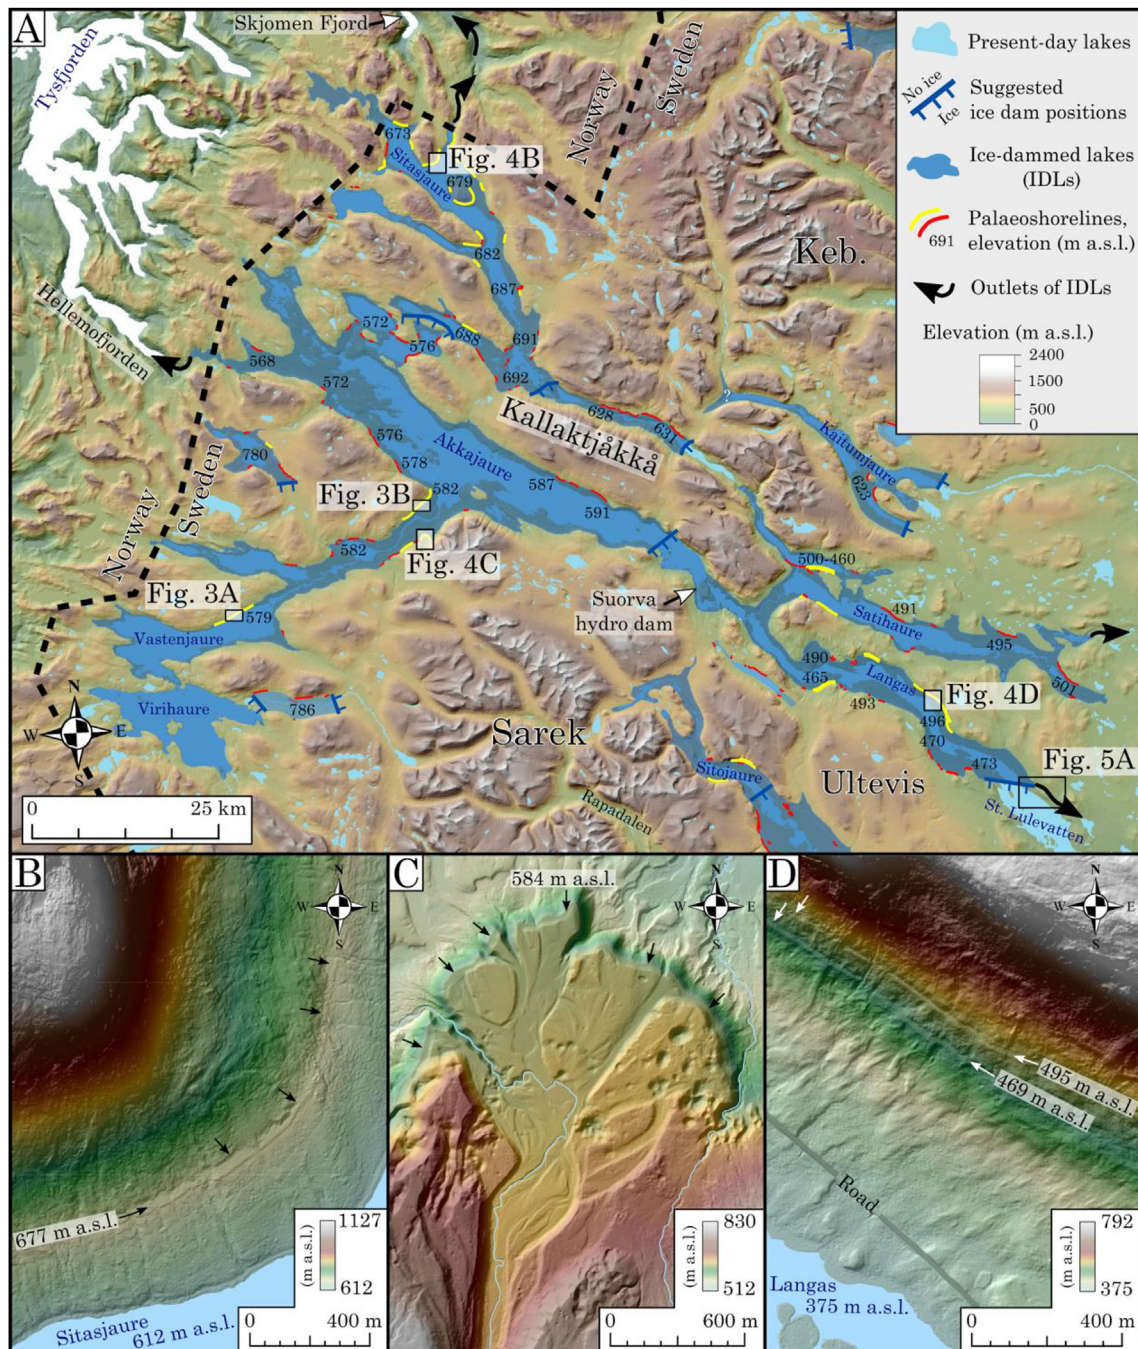 A
Skjomen Fjord
Tysfjorden
Norway
Sweden
Present-day lakes
No ice
Ice
Suggested
ice dam positions
Ice-dammed lakes
(IDLs)
Palaeoshorelines,
elevation (m a.s.l.)
691
Outlets of IDLs
Elevation (m a.s.l.)
2400
1500
500
0
673
Sitasjaure
Fig. 4B
679
682
687
Keb.
Hellemofjorden
568
572
572
576
688
691
692
Kallaktjåkkå
628
631
?
Kaitumjaure
623
576
578
Akkajaure
582
587
591
780
Norway
Sweden
Fig. 3B
582
Fig. 4C
Fig. 3A
579
Vastenjaure
Suorva
hydro dam
500-460
Satihaure
491
495
501
490
465
Langas
493
Fig. 4D
496
470
473
Fig. 5A
St. Lulevatten
Virihaure
786
Sarek
Sitojaure
Ultevis
Rapadalen
N
W
E
S
0
25 km
B
N
W
E
S
677 m a.s.l.
Sitasjaure
612 m a.s.l.
(m a.s.l.)
1127
612
0
400 m
C
584 m a.s.l.
N
W
E
S
(m a.s.l.)
830
512
0
600 m
D
N
W
E
S
495 m a.s.l.
469 m a.s.l.
Road
Langas
375 m a.s.l.
(m a.s.l.)
792
375
0
400 m